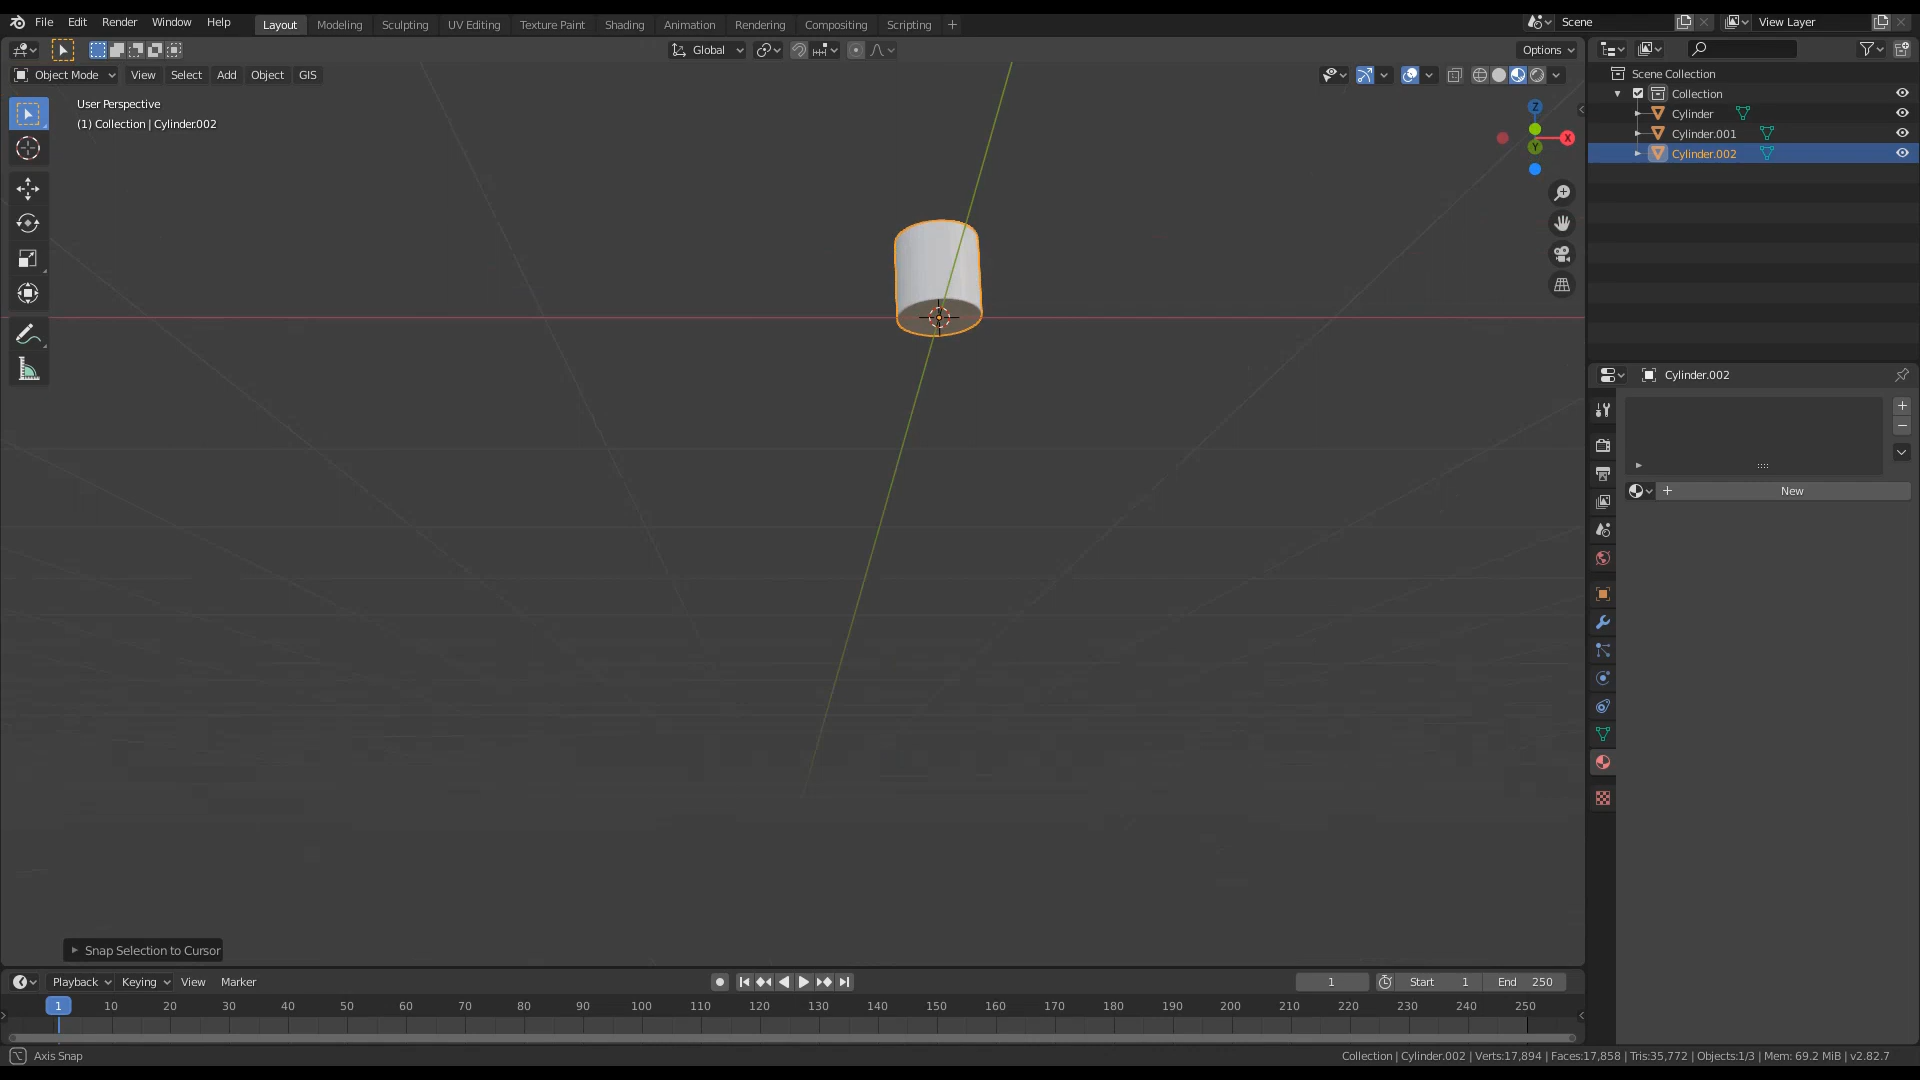 File Edit Render Window Help Layout Modeling Sculpting UV Editing Texture Paint Shading Animation Rendering Compositing Scripting + Scene View Layer
Global Options
Object Mode View Select Add Object GIS
User Perspective
(1) Collection | Cylinder.002
Z
X
Y
Scene Collection
Collection
Cylinder
Cylinder.001
Cylinder.002
Cylinder.002
+ New
Snap Selection to Cursor
Playback Keying View Marker 1 Start 1 End 250
1 10 20 30 40 50 60 70 80 90 100 110 120 130 140 150 160 170 180 190 200 210 220 230 240 250
Axis Snap Collection | Cylinder.002 | Verts:17,894 | Faces:17,858 | Tris:35,772 | Objects:1/3 | Mem: 69.2 MiB | v2.82.7